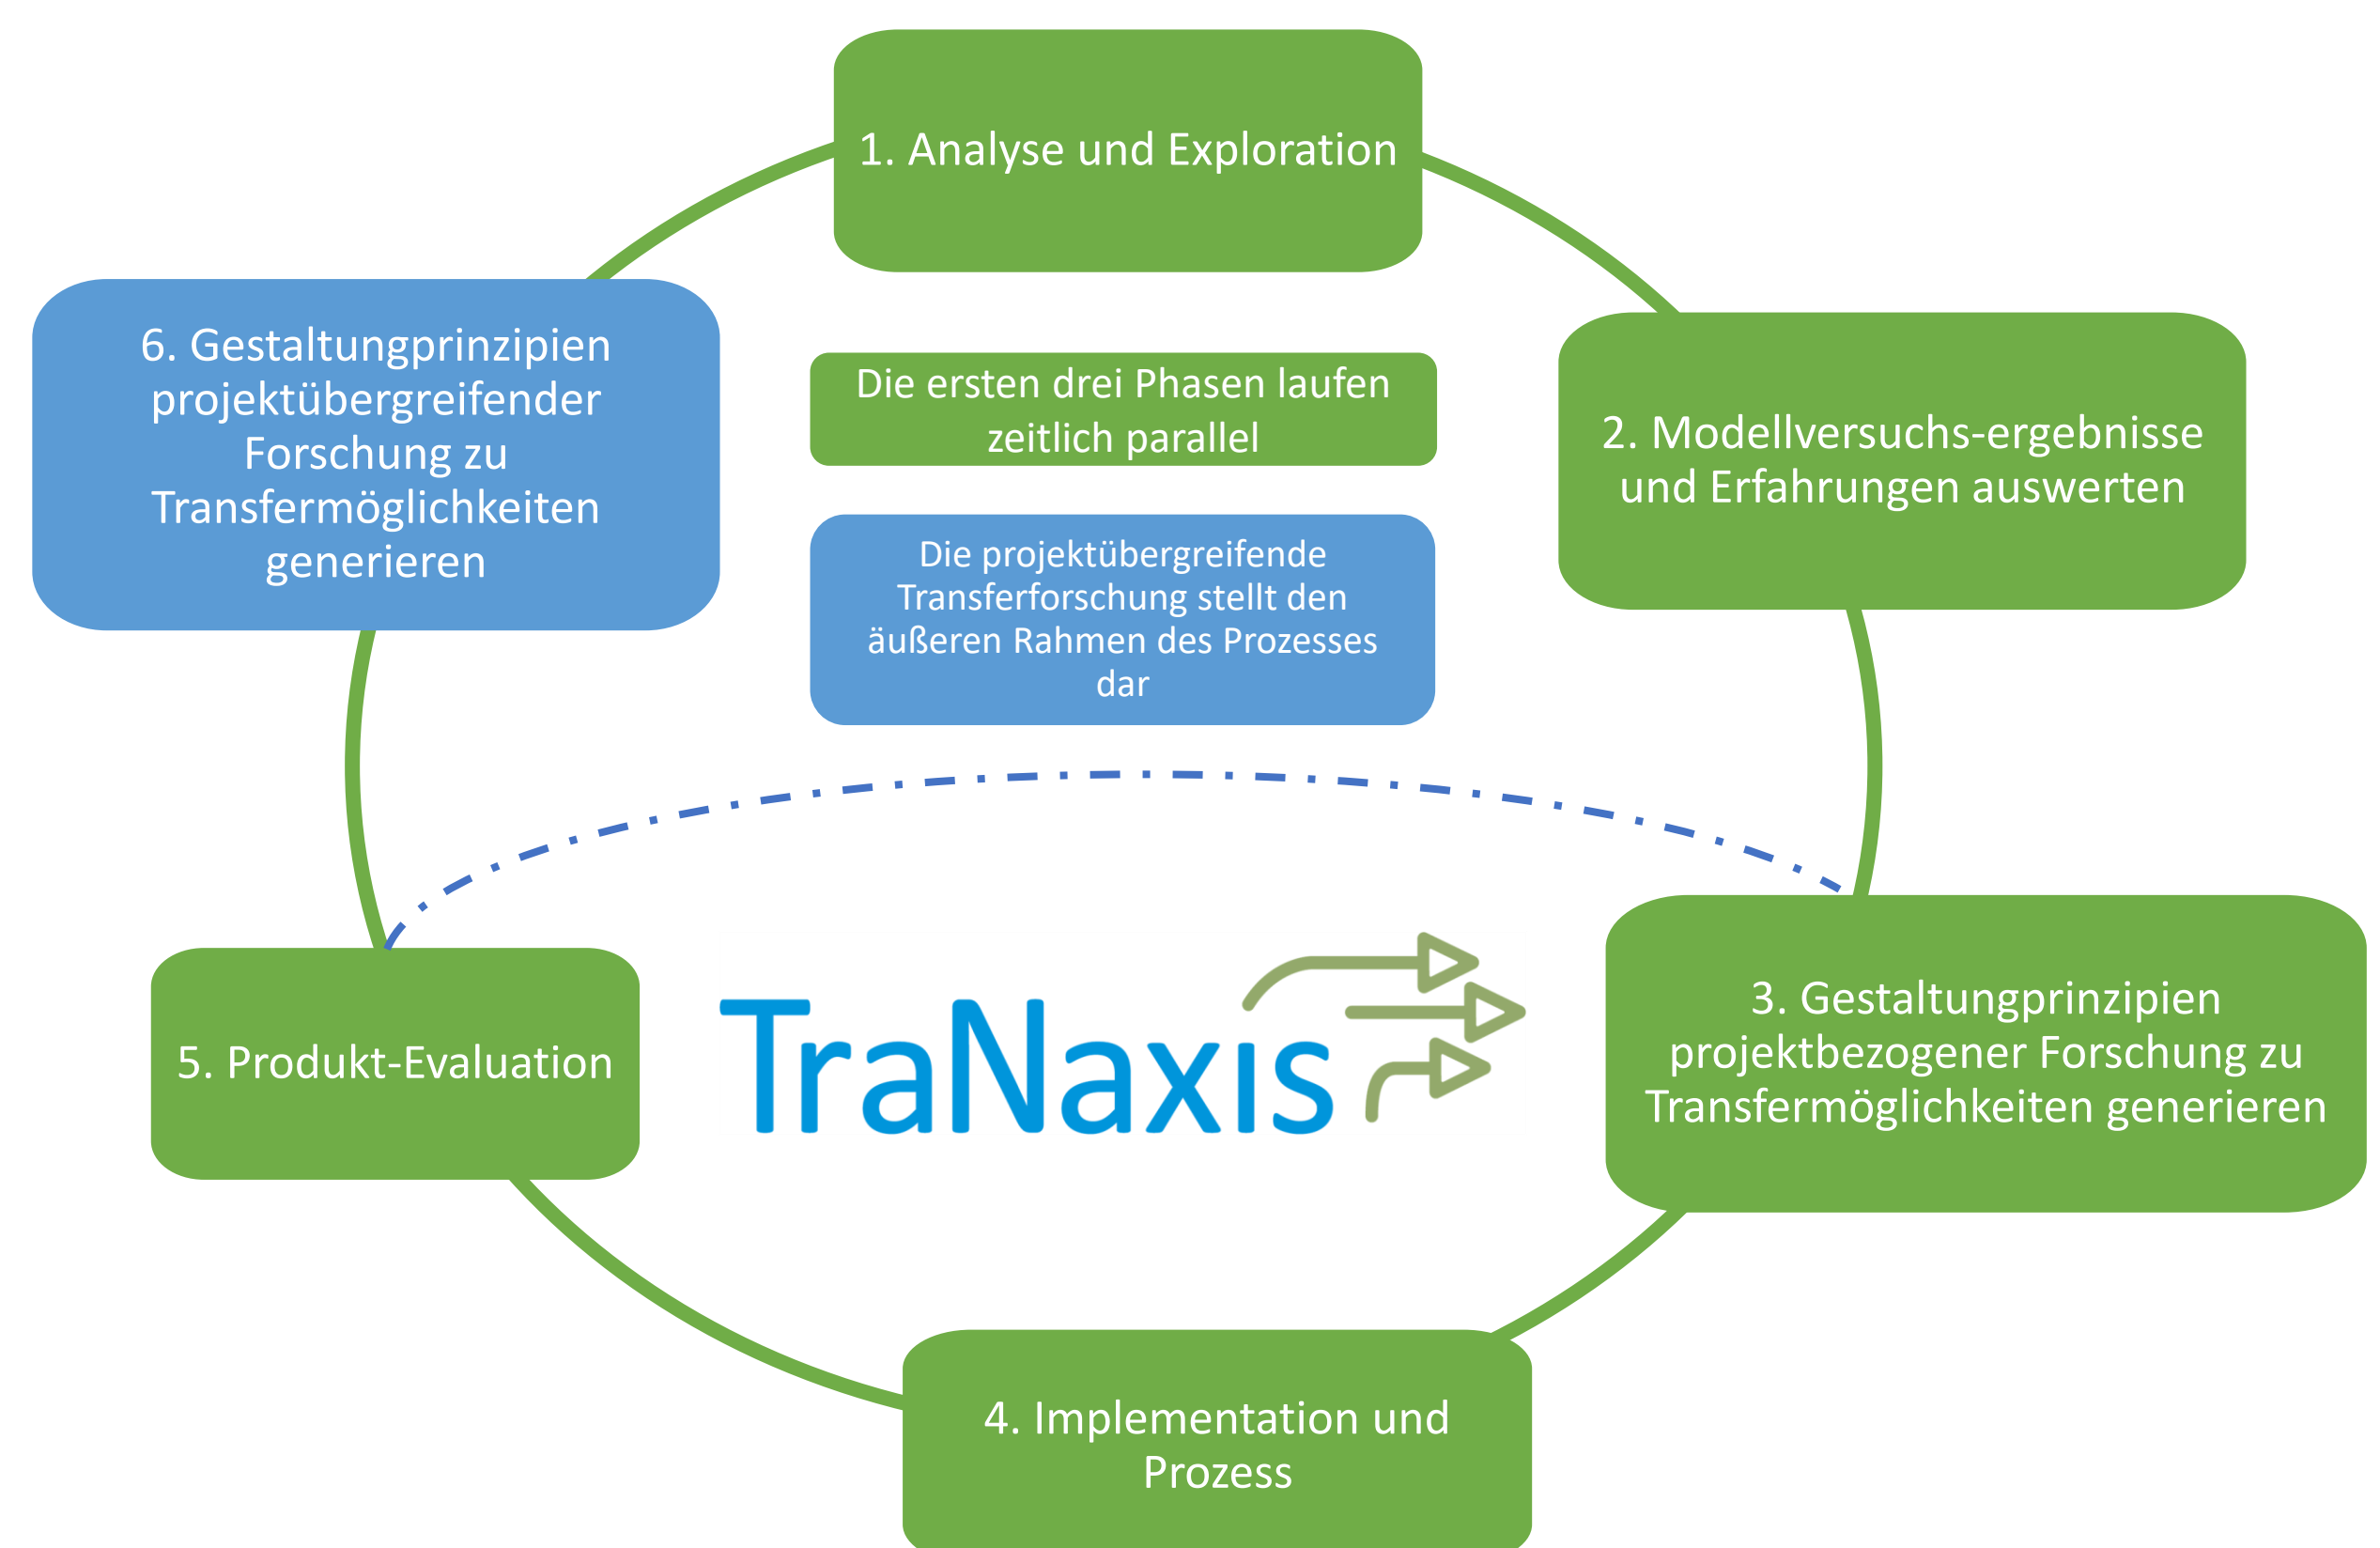 1. Analyse und Exploration
2. Modellversuchs-ergebnisse
und Erfahrungen auswerten
3. Gestaltungprinzipien
projektbezogener Forschung zu
Transfermöglichkeiten generieren
4. Implementation und
Prozess
5. Produkt-Evaluation
6. Gestaltungprinzipien
projektübergreifender
Forschung zu
Transfermöglichkeiten
generieren
Die ersten drei Phasen laufen
zeitlich parallel
Die projektübergreifende
Transferforschung stellt den
äußeren Rahmen des Prozesses
dar
TraNaxis